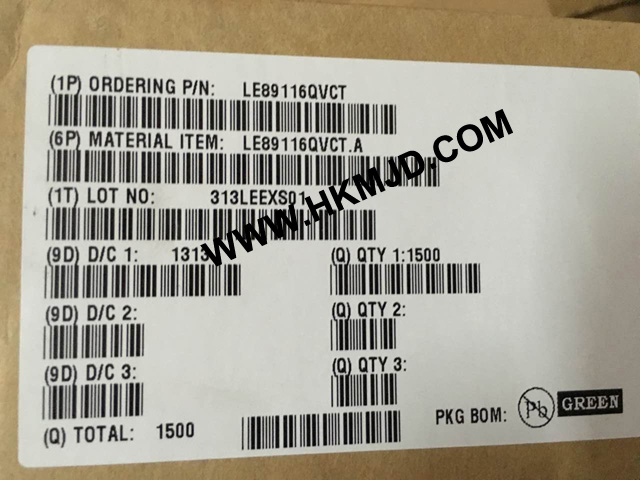 (1P) ORDERING P/N: LE89116QVCT
(6P) MATERIAL ITEM: LE89116QVCT.A
(1T) LOT NO: 313LEEXS01
WWW.HKMJD.COM
(9D) D/C 1: 1313 (Q) QTY 1:1500
(9D) D/C 2: (Q) QTY 2:
(9D) D/C 3: (Q) QTY 3:
(Q) TOTAL: 1500 PKG BOM: Pb GREEN